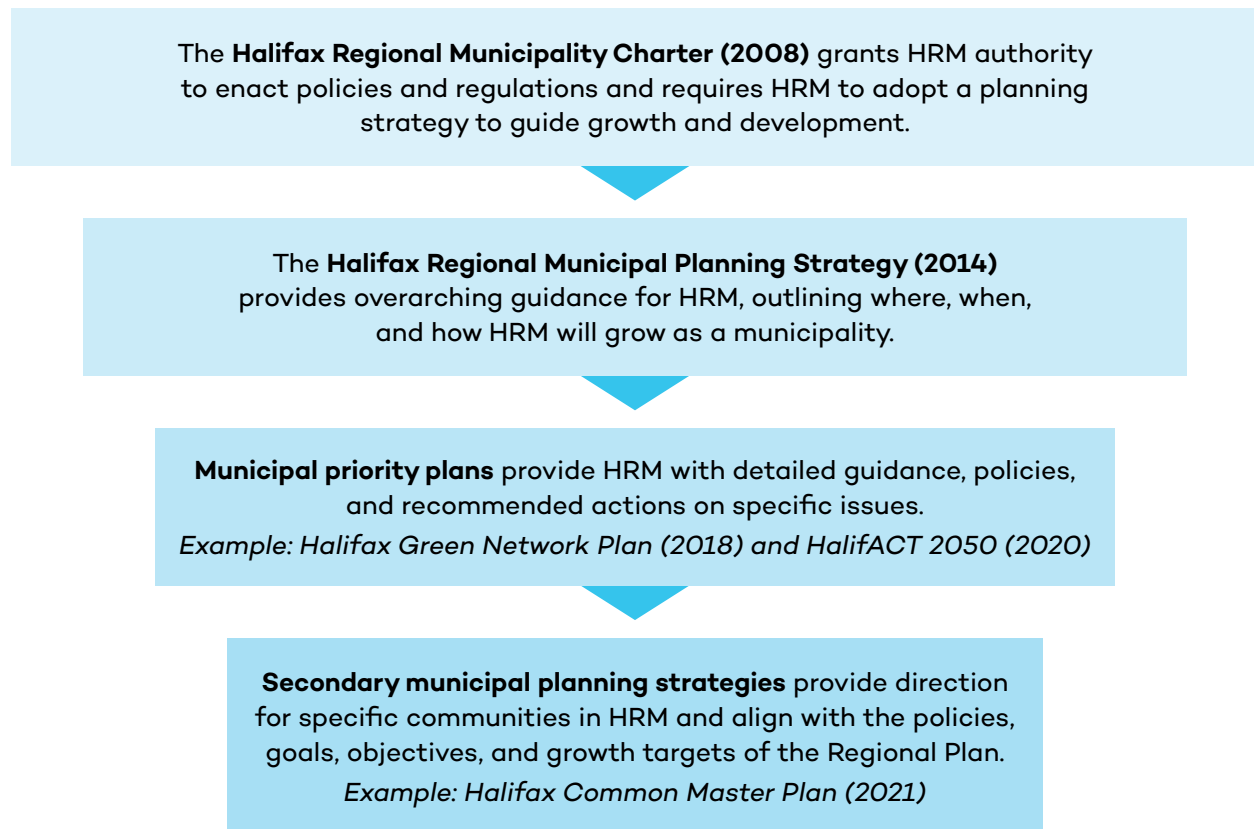 The Halifax Regional Municipality Charter (2008) grants HRM authority
to enact policies and regulations and requires HRM to adopt a planning
strategy to guide growth and development.
The Halifax Regional Municipal Planning Strategy (2014)
provides overarching guidance for HRM, outlining where, when,
and how HRM will grow as a municipality.
Municipal priority plans provide HRM with detailed guidance, policies,
and recommended actions on specific issues.
Example: Halifax Green Network Plan (2018) and HalifACT 2050 (2020)
Secondary municipal planning strategies provide direction
for specific communities in HRM and align with the policies,
goals, objectives, and growth targets of the Regional Plan.
Example: Halifax Common Master Plan (2021)